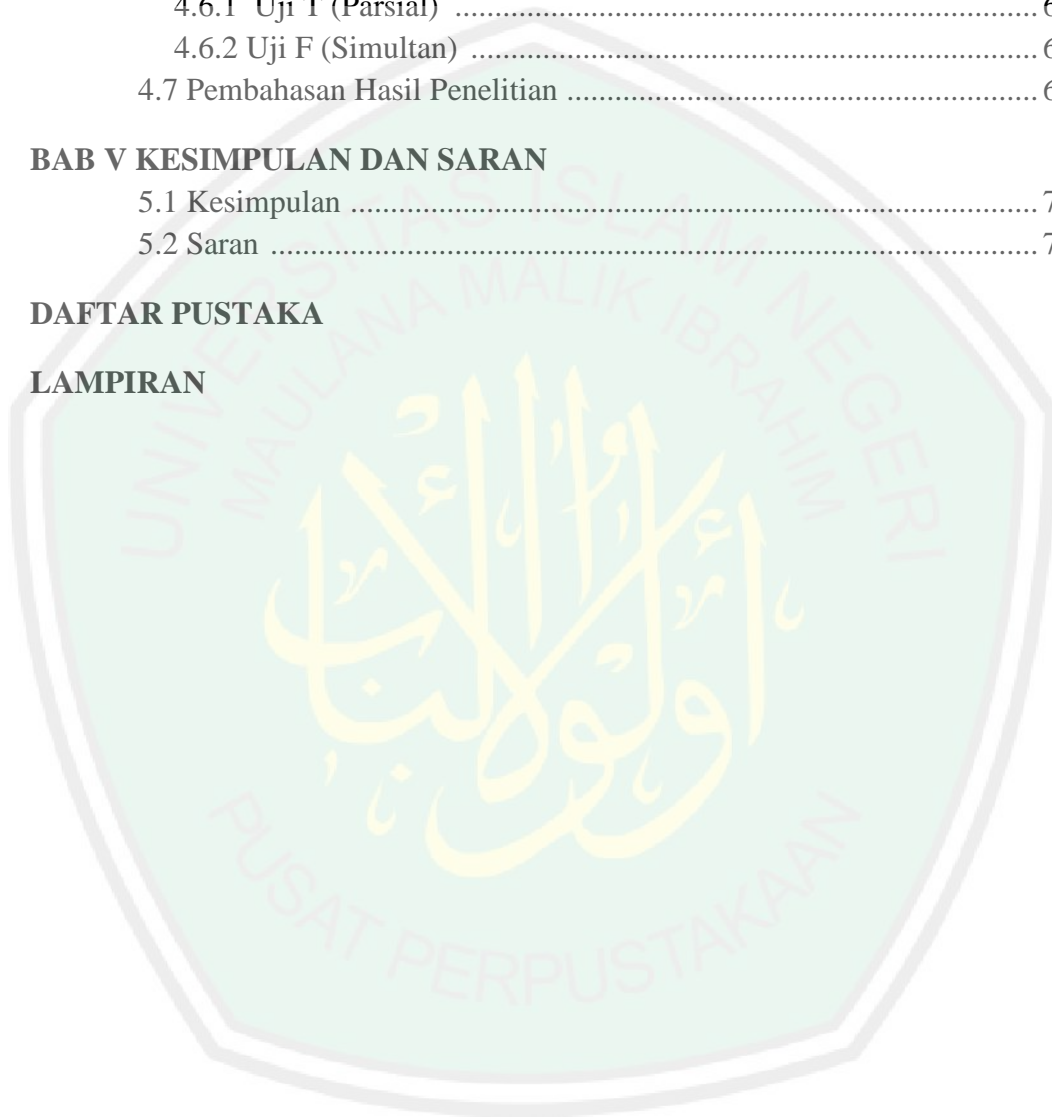 4.6.1 Uji T (Parsial) ........................................................................ 6
4.6.2 Uji F (Simultan) ...................................................................... 6
4.7 Pembahasan Hasil Penelitian .......................................................... 6
BAB V KESIMPULAN DAN SARAN
5.1 Kesimpulan ...................................................................................... 7
5.2 Saran ................................................................................................ 7
DAFTAR PUSTAKA
LAMPIRAN
UNIVERSITAS ISLAM NEGERI
MAULANA MALIK IBRAHIM
أولوا الألباب
PUSAT PERPUSTAKAAN